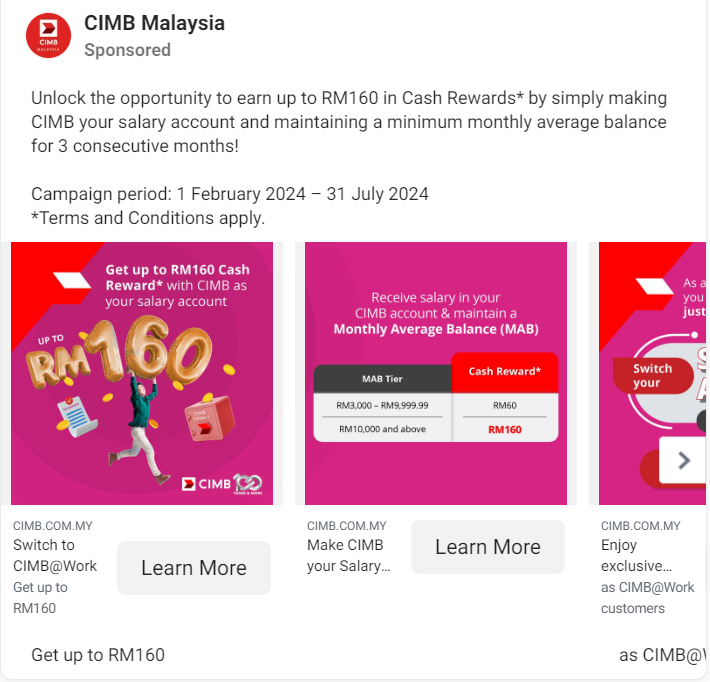 CIMB Malaysia
Sponsored
CIMB
MALAYSIA
Unlock the opportunity to earn up to RM160 in Cash Rewards* by simply making
CIMB your salary account and maintaining a minimum monthly average balance
for 3 consecutive months!
Campaign period: 1 February 2024 – 31 July 2024
*Terms and Conditions apply.
Get up to RM160 Cash
Reward* with CIMB as
your salary account
UP TO
RM160
CIMB
CIMB 100
YEARS & MORE
Receive salary in your
CIMB account & maintain a
Monthly Average Balance (MAB)
MAB Tier
Cash Reward*
RM3,000 – RM9,999.99 RM60
RM10,000 and above RM160
As a
you
just
Switch
your
CIMB.COM.MY
Switch to
CIMB@Work
Get up to
RM160
Learn More
CIMB.COM.MY
Make CIMB
your Salary...
Learn More
CIMB.COM.MY
Enjoy
exclusive...
as CIMB@Work
customers
Get up to RM160
as CIMB@W